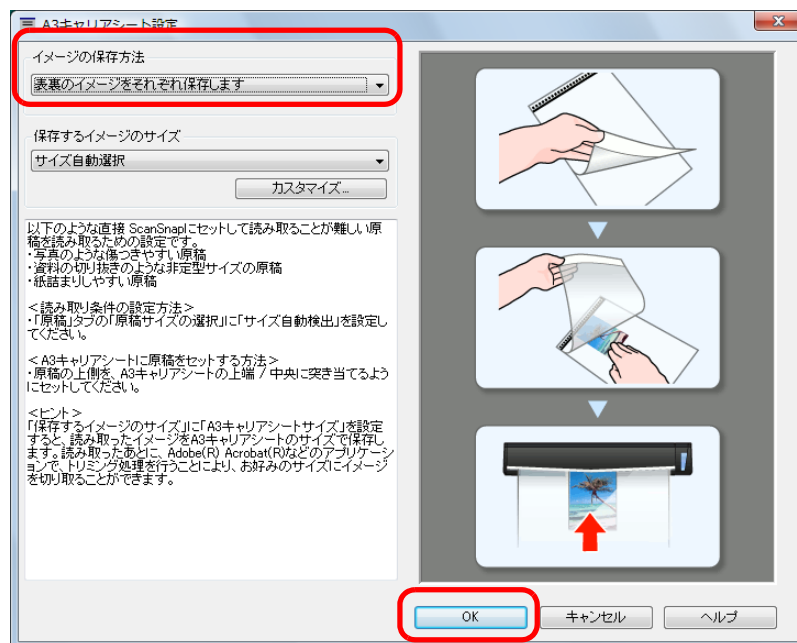 A3キャリアシート設定
イメージの保存方法
表裏のイメージをそれぞれ保存します
保存するイメージのサイズ
サイズ自動選択
カスタマイズ...
以下のような直接 ScanSnapにセットして読み取ることが難しい原
稿を読み取るための設定です。
・写真のような傷つきやすい原稿
・資料の切り抜きのような非定型サイズの原稿
・紙詰まりしやすい原稿
<読み取り条件の設定方法>
・「原稿」タブの「原稿サイズの選択」に「サイズ自動検出」を設定し
てください。
<A3キャリアシートに原稿をセットする方法>
・原稿の上側を、A3キャリアシートの上端 / 中央に突き当てるよう
にセットしてください。
<ヒント>
「保存するイメージのサイズ」に「A3キャリアシートサイズ」を設定
すると、読み取ったイメージをA3キャリアシートのサイズで保存し
ます。読み取ったあとに、Adobe(R) Acrobat(R)などのアプリケーシ
ョンで、トリミング処理を行うことにより、お好みのサイズにイメージ
を切り取ることができます。
OK
キャンセル
ヘルプ